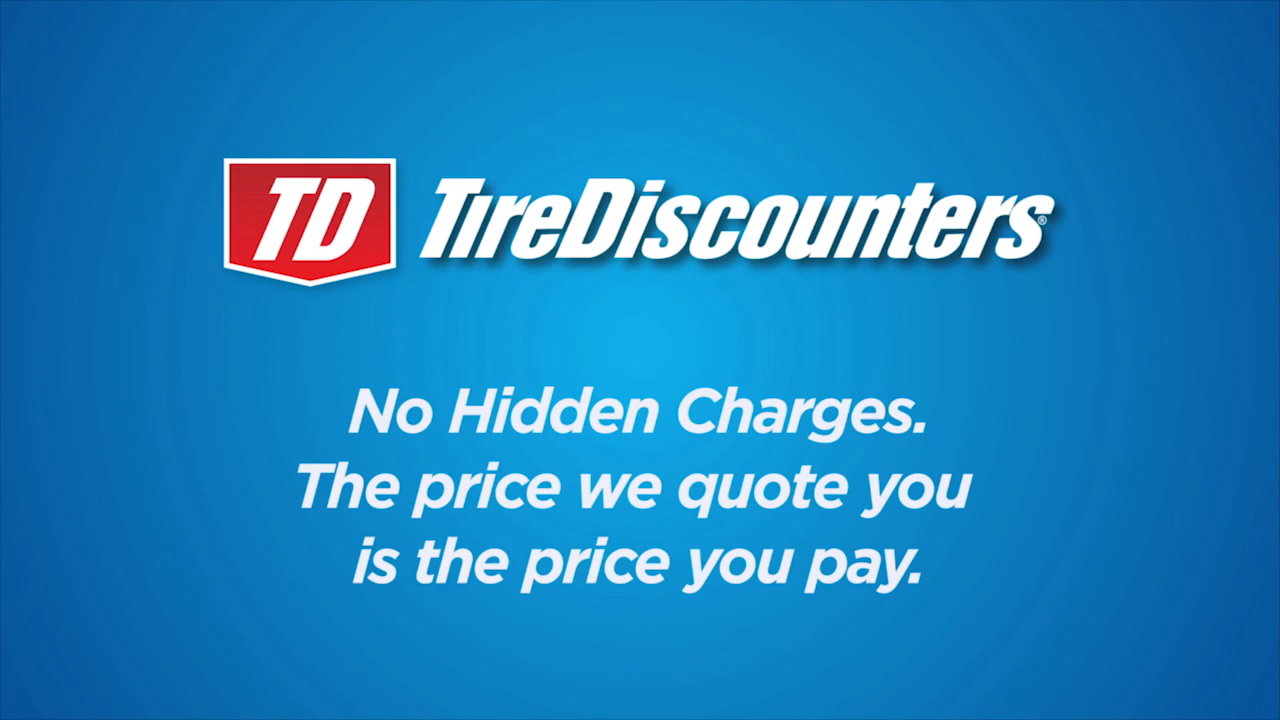 TD TireDiscounters®
No Hidden Charges.
The price we quote you
is the price you pay.